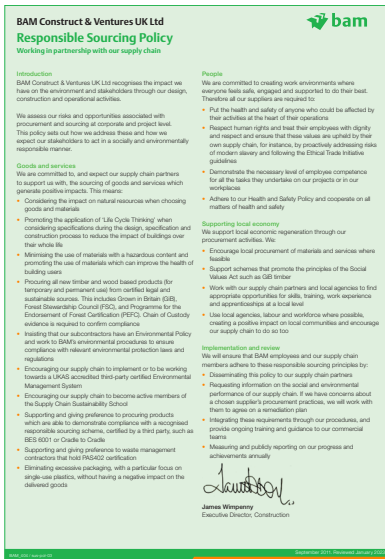 BAM Construct & Ventures UK Ltd
Responsible Sourcing Policy
Working in partnership with our supply chain
bam
Introduction
BAM Construct & Ventures UK Ltd recognises the impact we
have on the environment and stakeholders through our design,
construction and operational activities.
We assess our risks and opportunities associated with
procurement and sourcing at corporate and project level.
This policy sets out how we address these and how we
expect our stakeholders to act in a socially and environmentally
responsible manner.
Goods and services
We are committed to, and expect our supply chain partners
to support us with, the sourcing of goods and services which
generate positive impacts. This means:
• Considering the impact on natural resources when choosing
goods and materials
• Promoting the application of 'Life Cycle Thinking' when
considering specifications during the design, specification and
construction process to reduce the impact of buildings over
their whole life
• Minimising the use of materials with a hazardous content and
promoting the use of materials which can improve the health of
building users
• Procuring all new timber and wood based products (for
temporary and permanent use) from certified legal and
sustainable sources. This includes Grown in Britain (GiB),
Forest Stewardship Council (FSC), and Programme for the
Endorsement of Forest Certification (PEFC). Chain of Custody
evidence is required to confirm compliance
• Insisting that our subcontractors have an Environmental Policy
and work to BAM's environmental procedures to ensure
compliance with relevant environmental protection laws and
regulations
• Encouraging our supply chain to implement or to be working
towards a UKAS accredited third-party certified Environmental
Management System
• Encouraging our supply chain to become active members of
the Supply Chain Sustainability School
• Supporting and giving preference to procuring products
which are able to demonstrate compliance with a recognised
responsible sourcing scheme, certified by a third party, such as
BES 6001 or Cradle to Cradle
• Supporting and giving preference to waste management
contractors that hold PAS402 certification
• Eliminating excessive packaging, with a particular focus on
single-use plastics, without having a negative impact on the
delivered goods
People
We are committed to creating work environments where
everyone feels safe, engaged and supported to do their best.
Therefore all our suppliers are required to:
• Put the health and safety of anyone who could be affected by
their activities at the heart of their operations
• Respect human rights and treat their employees with dignity
and respect and ensure that these values are upheld by their
own supply chain, for instance, by proactively addressing risks
of modern slavery and following the Ethical Trade Initiative
guidelines
• Demonstrate the necessary level of employee competence
for all the tasks they undertake on our projects or in our
workplaces
• Adhere to our Health and Safety Policy and cooperate on all
matters of health and safety
Supporting local economy
We support local economic regeneration through our
procurement activities. We:
• Encourage local procurement of materials and services where
feasible
• Support schemes that promote the principles of the Social
Values Act such as GiB timber
• Work with our supply chain partners and local agencies to find
appropriate opportunities for skills, training, work experience
and apprenticeships at a local level
• Use local agencies, labour and workforce where possible,
creating a positive impact on local communities and encourage
our supply chain to do so too
Implementation and review
We will ensure that BAM employees and our supply chain
members adhere to these responsible sourcing principles by:
• Disseminating this policy to our supply chain partners
• Requesting information on the social and environmental
performance of our supply chain. If we have concerns about
a chosen supplier's procurement practices, we will work with
them to agree on a remediation plan
• Integrating these requirements through our procedures, and
provide ongoing training and guidance to our commercial
teams
• Measuring and publicly reporting on our progress and
achievements annually
James Wimpenny
Executive Director, Construction